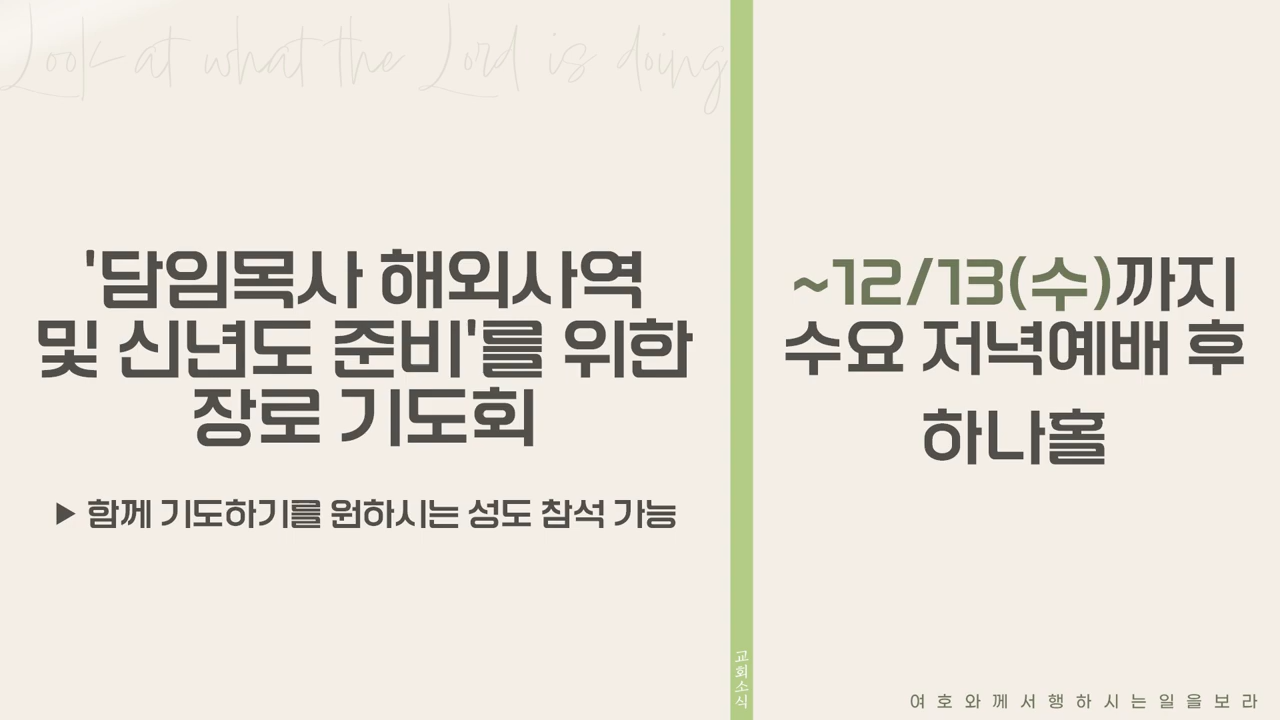 Look at what the Lord is doing
'담임목사 해외사역
및 신년도 준비'를 위한
장로 기도회
▶ 함께 기도하기를 원하시는 성도 참석 가능
~12/13(수)까지
수요 저녁예배 후
하나홀
교회소식
여호와께서행하시는일을보라